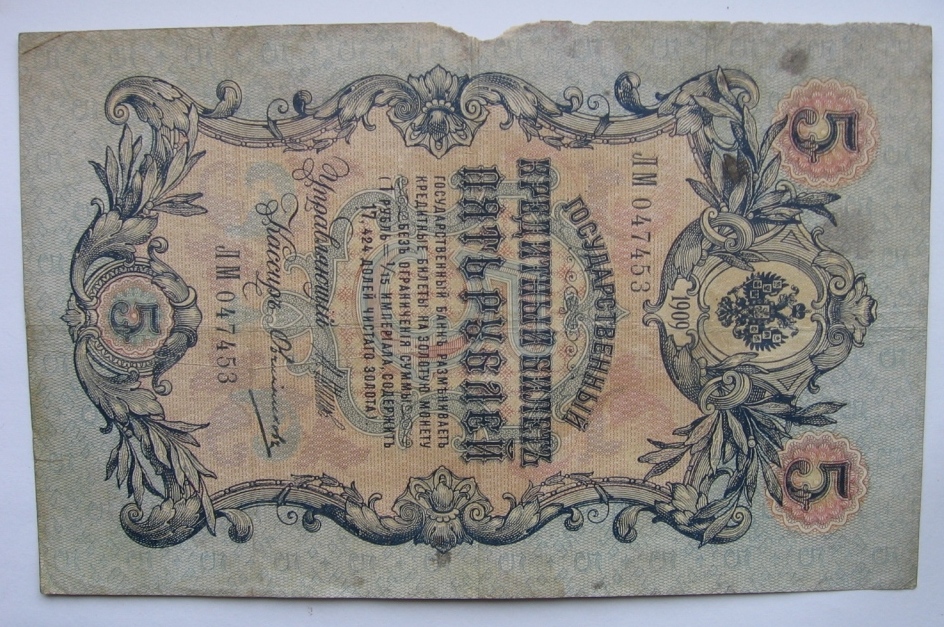 5 5
1909
ЛМ 047453
ГОСУДАРСТВЕННЫЙ
КРЕДИТНЫЙ БИЛЕТЪ
ПЯТЬ РУБЛЕЙ
ГОСУДАРСТВЕННЫЙ БАНКЪ РАЗМѢНИВАЕТЪ
КРЕДИТНЫЕ БИЛЕТЫ НА ЗОЛОТУЮ МОНЕТУ
БЕЗЪ ОГРАНИЧЕНІЯ СУММЫ
(1 РУБЛЬ = 1/15 ИМПЕРІАЛА, СОДЕРЖИТЪ
17,424 ДОЛЕЙ ЧИСТАГО ЗОЛОТА)
Управляющій
Кассиръ
ЛМ 047453
5